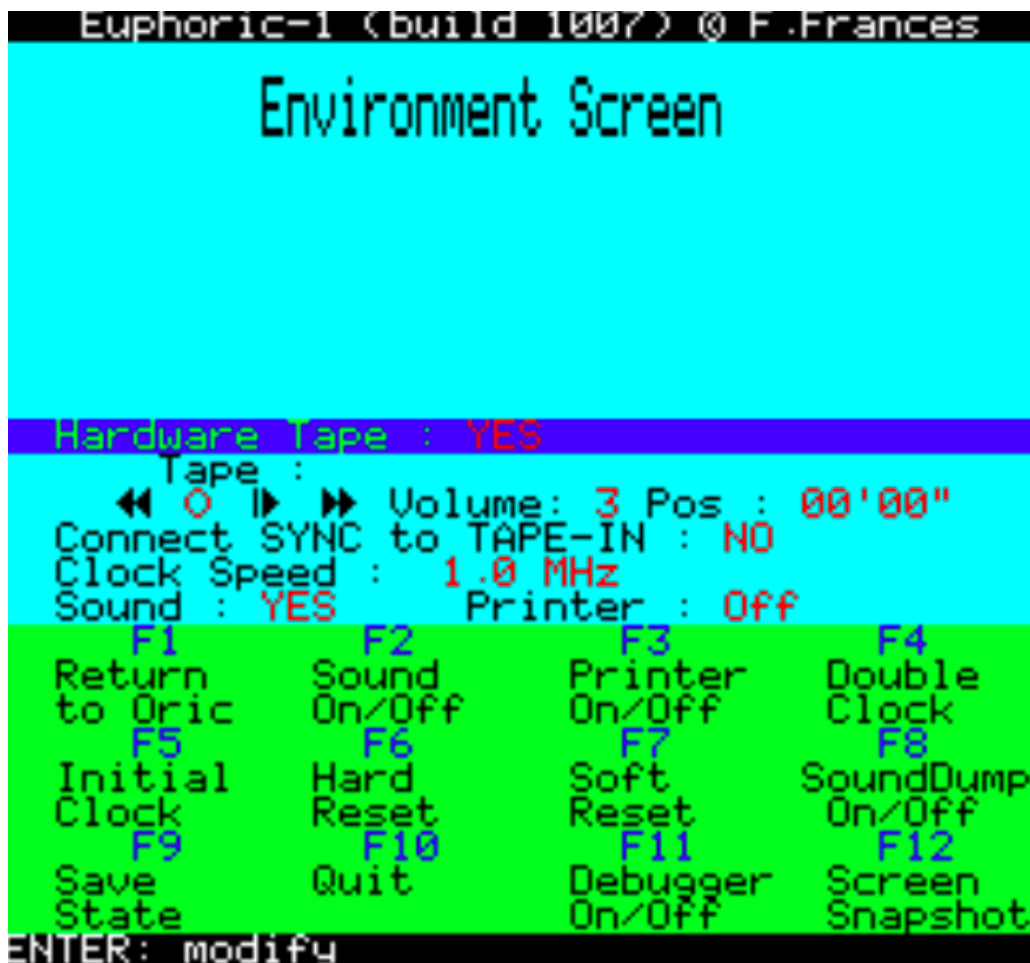 Euphoric-1 (build 1007) @ F.Frances
Environment Screen
Hardware Tape : YES
Tape :
Volume: 3 Pos : 00'00"
Connect SYNC to TAPE-IN : NO
Clock Speed : 1.0 MHz
Sound : YES Printer : Off
F1 F2 F3 F4
Return Sound Printer Double
to Oric On/Off On/Off Clock
F5 F6 F7 F8
Initial Hard Soft SoundDump
Clock Reset Reset On/Off
F9 F10 F11 F12
Save Quit Debugger Screen
State On/Off Snapshot
ENTER: modify